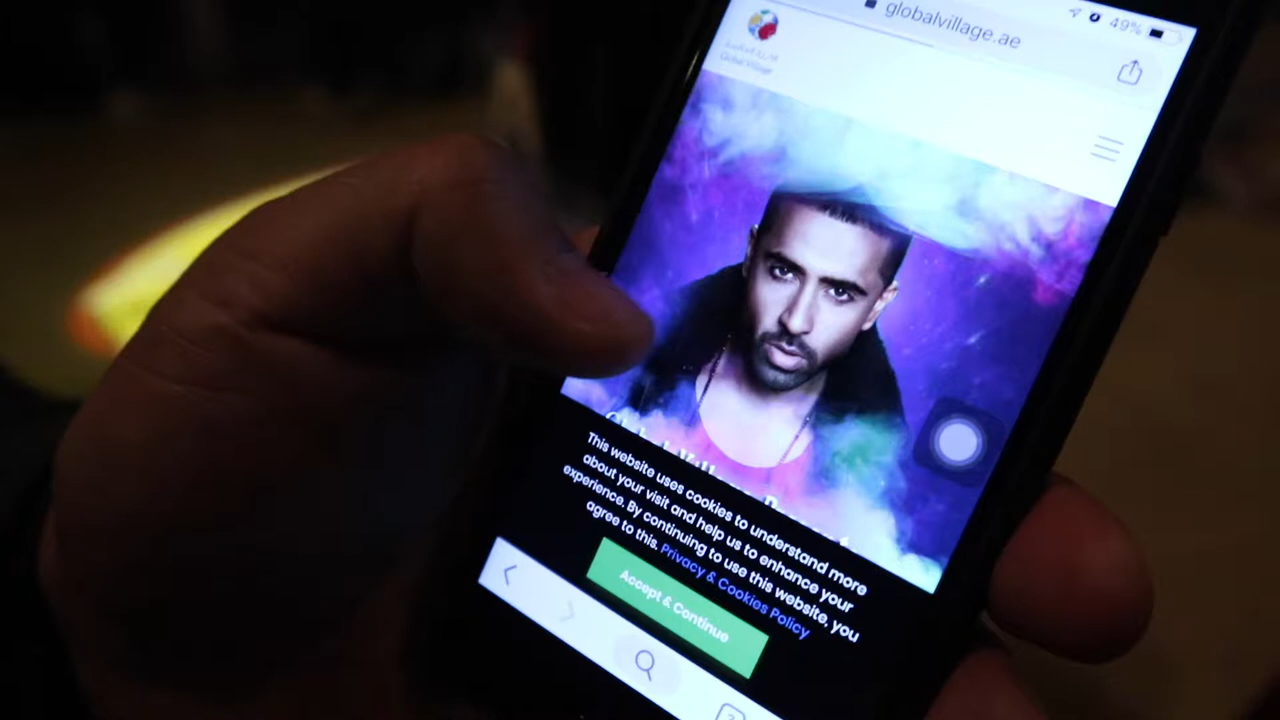 globalvillage.ae
49%
Global Village
This website uses cookies to understand more
about your visit and help us to enhance your
experience. By continuing to use this website, you
agree to this. Privacy & Cookies Policy
Accept & Continue